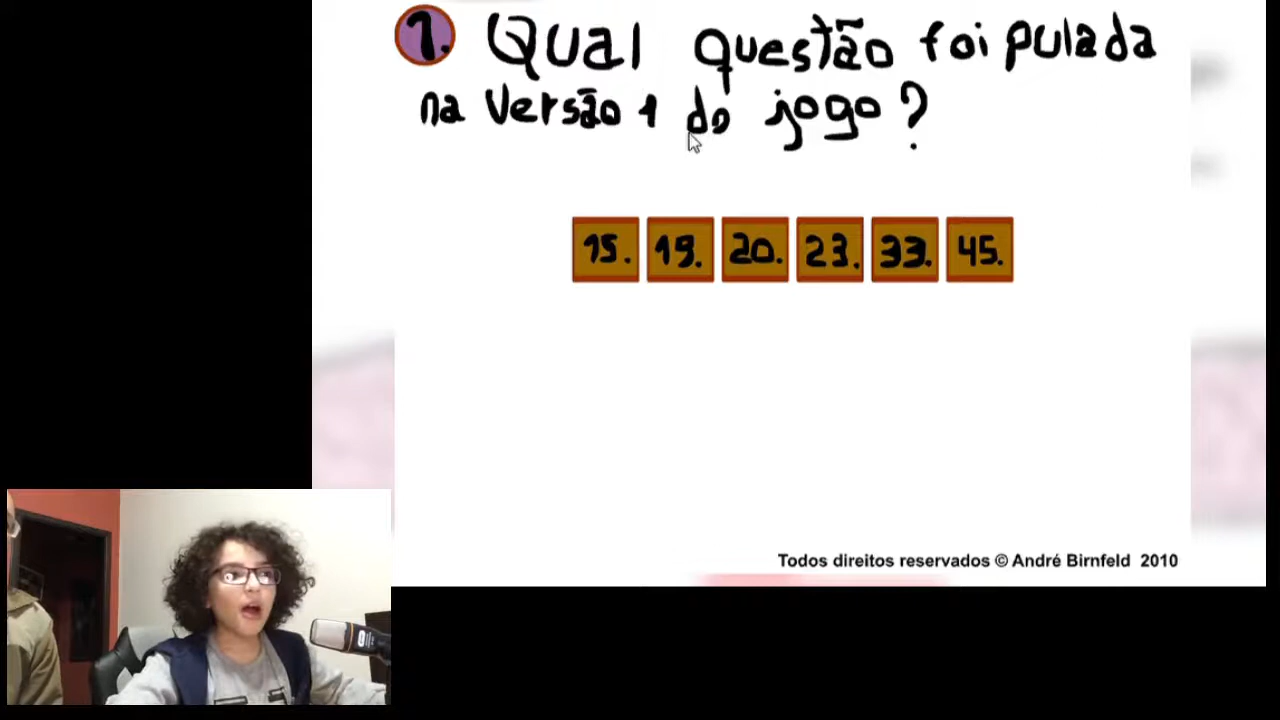 1. Qual questão foi pulada
na versão 1 do jogo?
15. 19. 20. 23. 33. 45.
Todos direitos reservados © André Birnfeld 2010